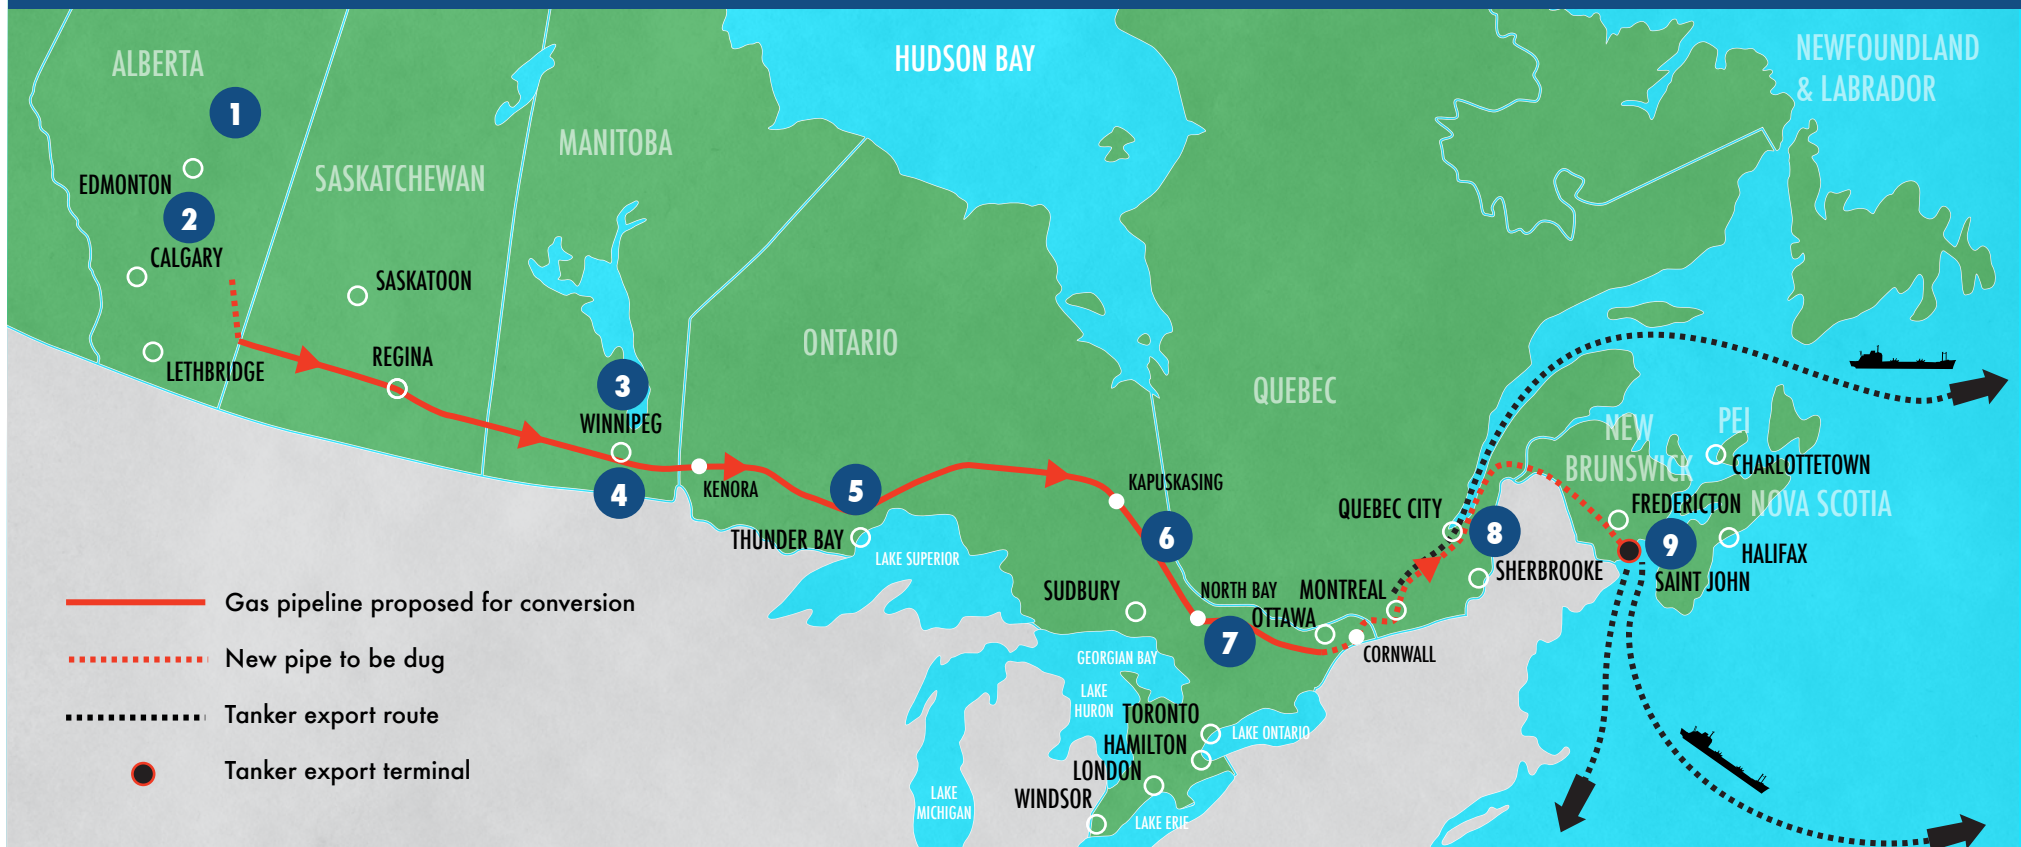 HUDSON BAY
NEWFOUNDLAND
& LABRADOR
ALBERTA
1
MANITOBA
SASKATCHEWAN
EDMONTON
2
CALGARY
SASKATOON
LETHBRIDGE
REGINA
3
WINNIPEG
4
ONTARIO
KENORA
5
THUNDER BAY
LAKE SUPERIOR
KAPUSKASING
6
QUEBEC
NEW
BRUNSWICK
PEI
CHARLOTTETOWN
NOVA SCOTIA
FREDERICTON
QUEBEC CITY
8
9
HALIFAX
SAINT JOHN
SHERBROOKE
SUDBURY
NORTH BAY
MONTREAL
OTTAWA
7
CORNWALL
GEORGIAN BAY
LAKE
HURON
TORONTO
LAKE ONTARIO
HAMILTON
LONDON
WINDSOR
LAKE ERIE
LAKE
MICHIGAN
Gas pipeline proposed for conversion
New pipe to be dug
Tanker export route
Tanker export terminal